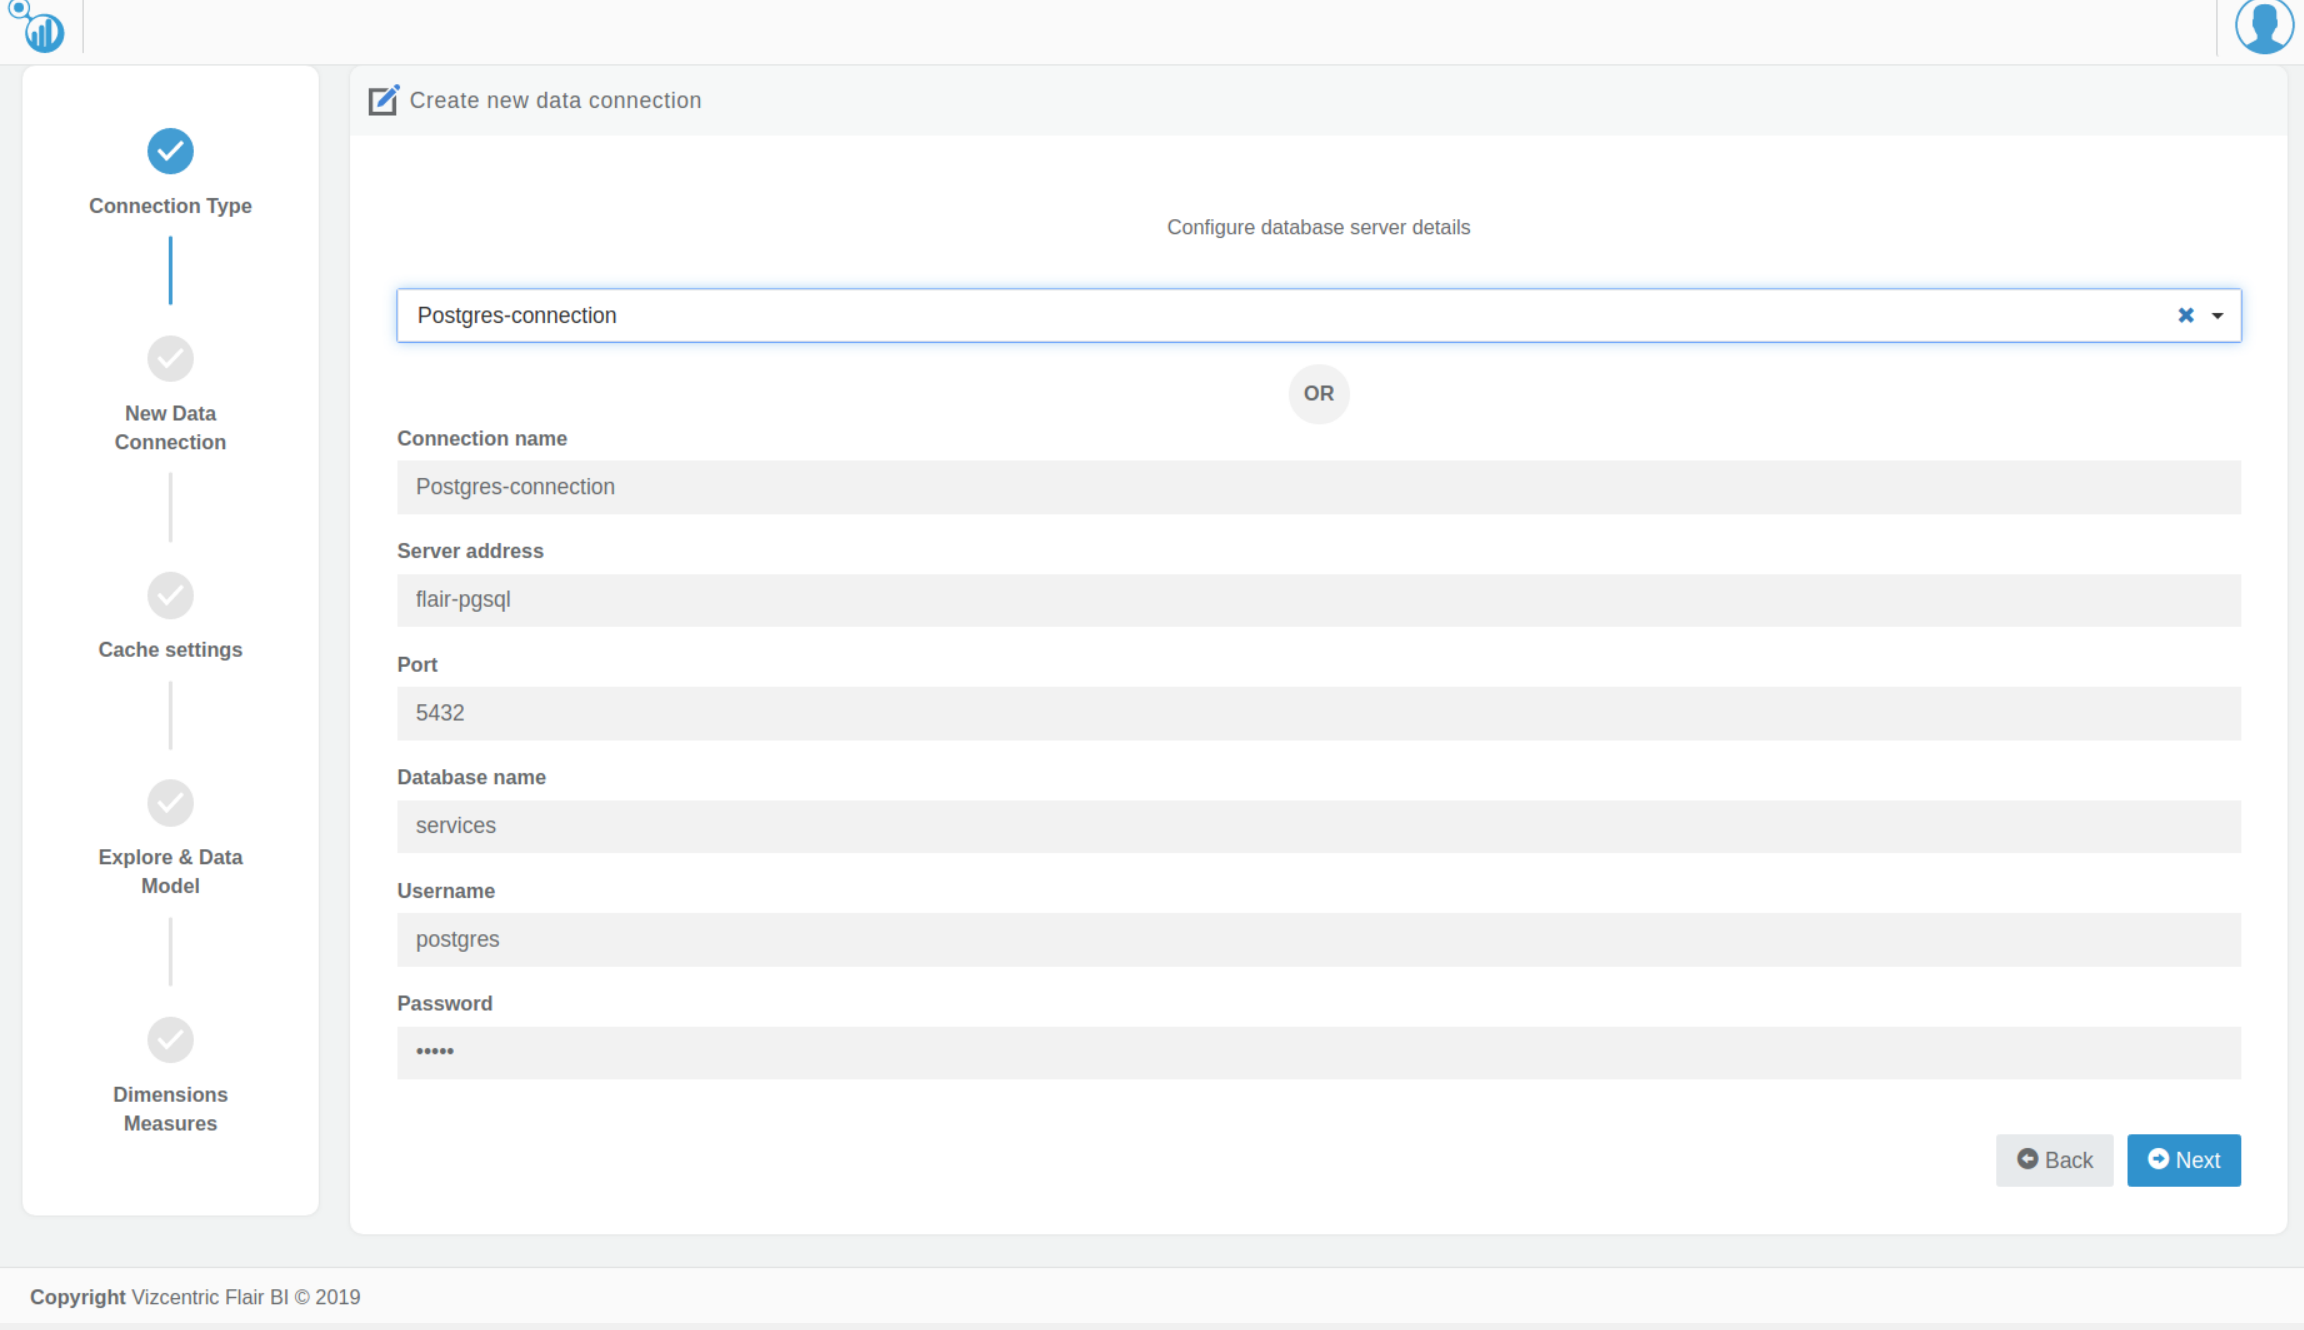 Create new data connection
Connection Type
New Data
Connection
Cache settings
Explore & Data
Model
Dimensions
Measures
Configure database server details
Postgres-connection
OR
Connection name
Postgres-connection
Server address
flair-pgsql
Port
5432
Database name
services
Username
postgres
Password
•••••
Back
Next
Copyright Vizcentric Flair BI © 2019